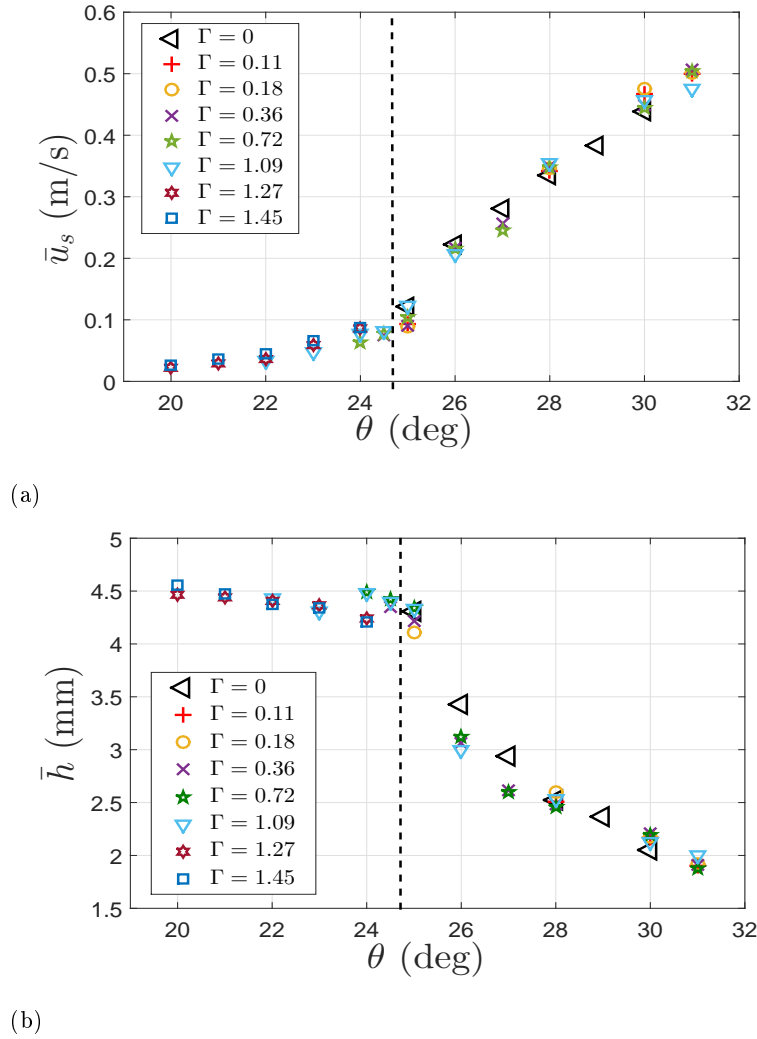 0.6
0.5
0.4
0.3
0.2
0.1
0
ū_s (m/s)
Γ = 0
Γ = 0.11
Γ = 0.18
Γ = 0.36
Γ = 0.72
Γ = 1.09
Γ = 1.27
Γ = 1.45
20 22 24 26 28 30 32
θ (deg)
(a)
5
4.5
4
3.5
3
2.5
2
1.5
h̄ (mm)
Γ = 0
Γ = 0.11
Γ = 0.18
Γ = 0.36
Γ = 0.72
Γ = 1.09
Γ = 1.27
Γ = 1.45
20 22 24 26 28 30 32
θ (deg)
(b)